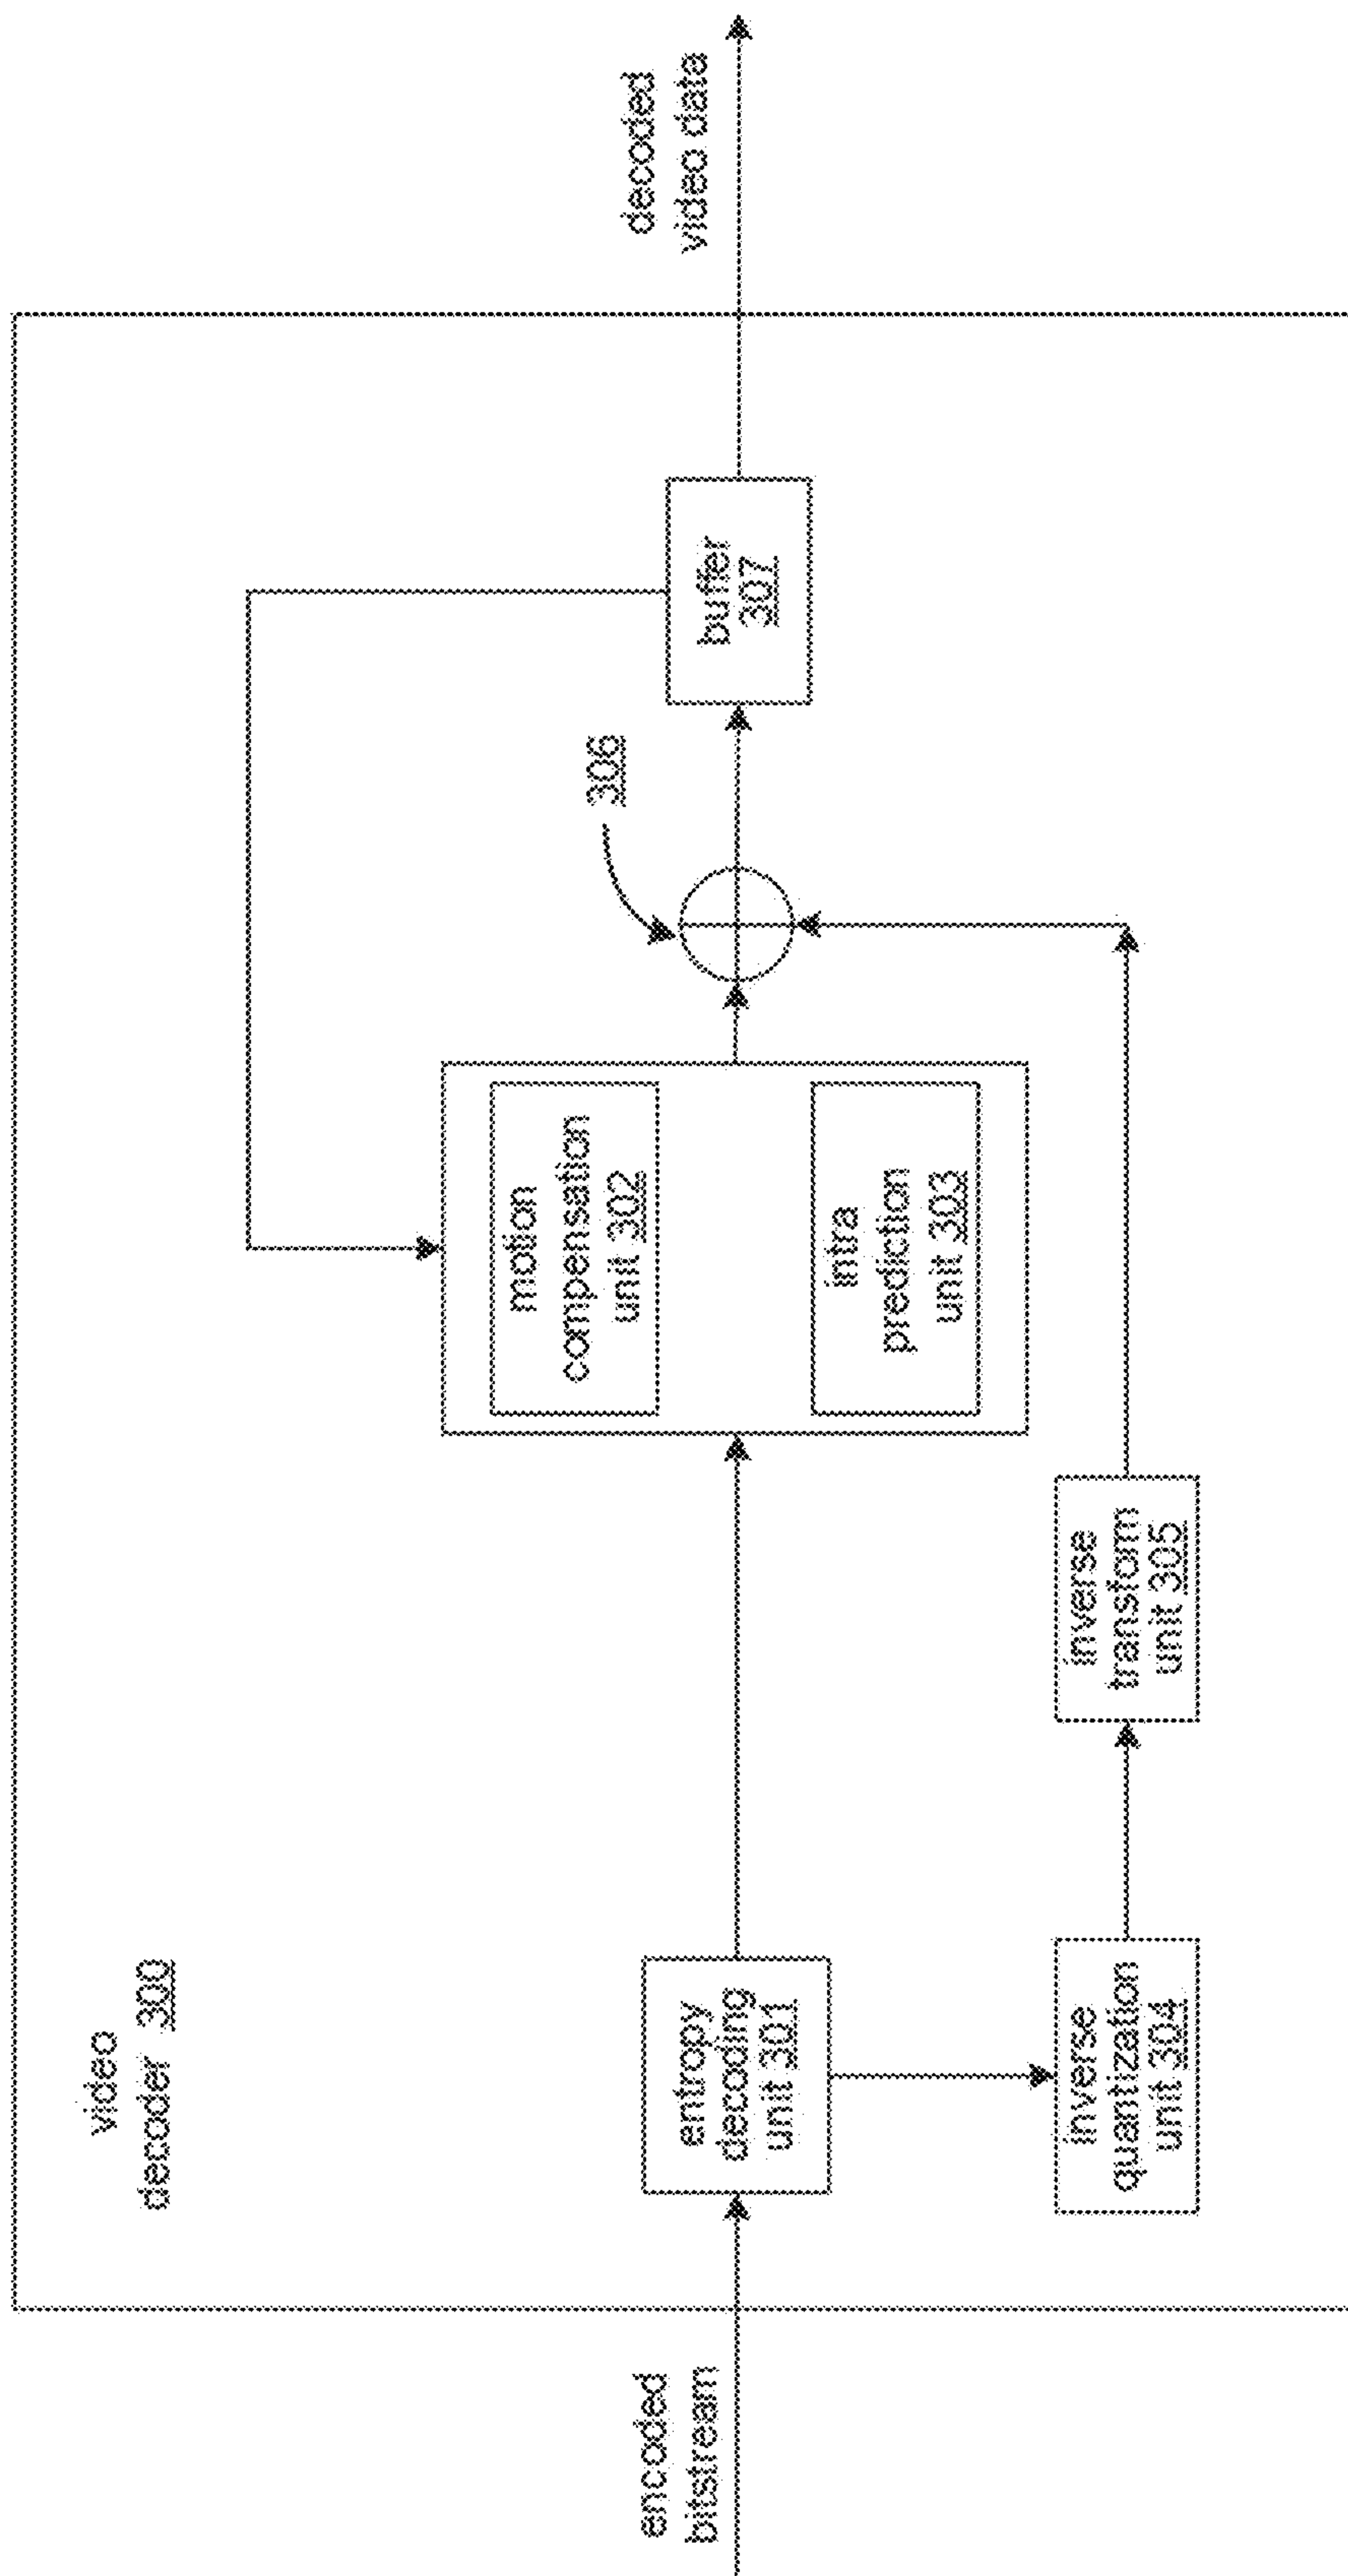 video
decoder 300
encoded
bitstream
entropy
decoding
unit 301
inverse
quantization
unit 304
inverse
transform
unit 305
motion
compensation
unit 302
intra
prediction
unit 303
306
buffer
307
decoded
video data